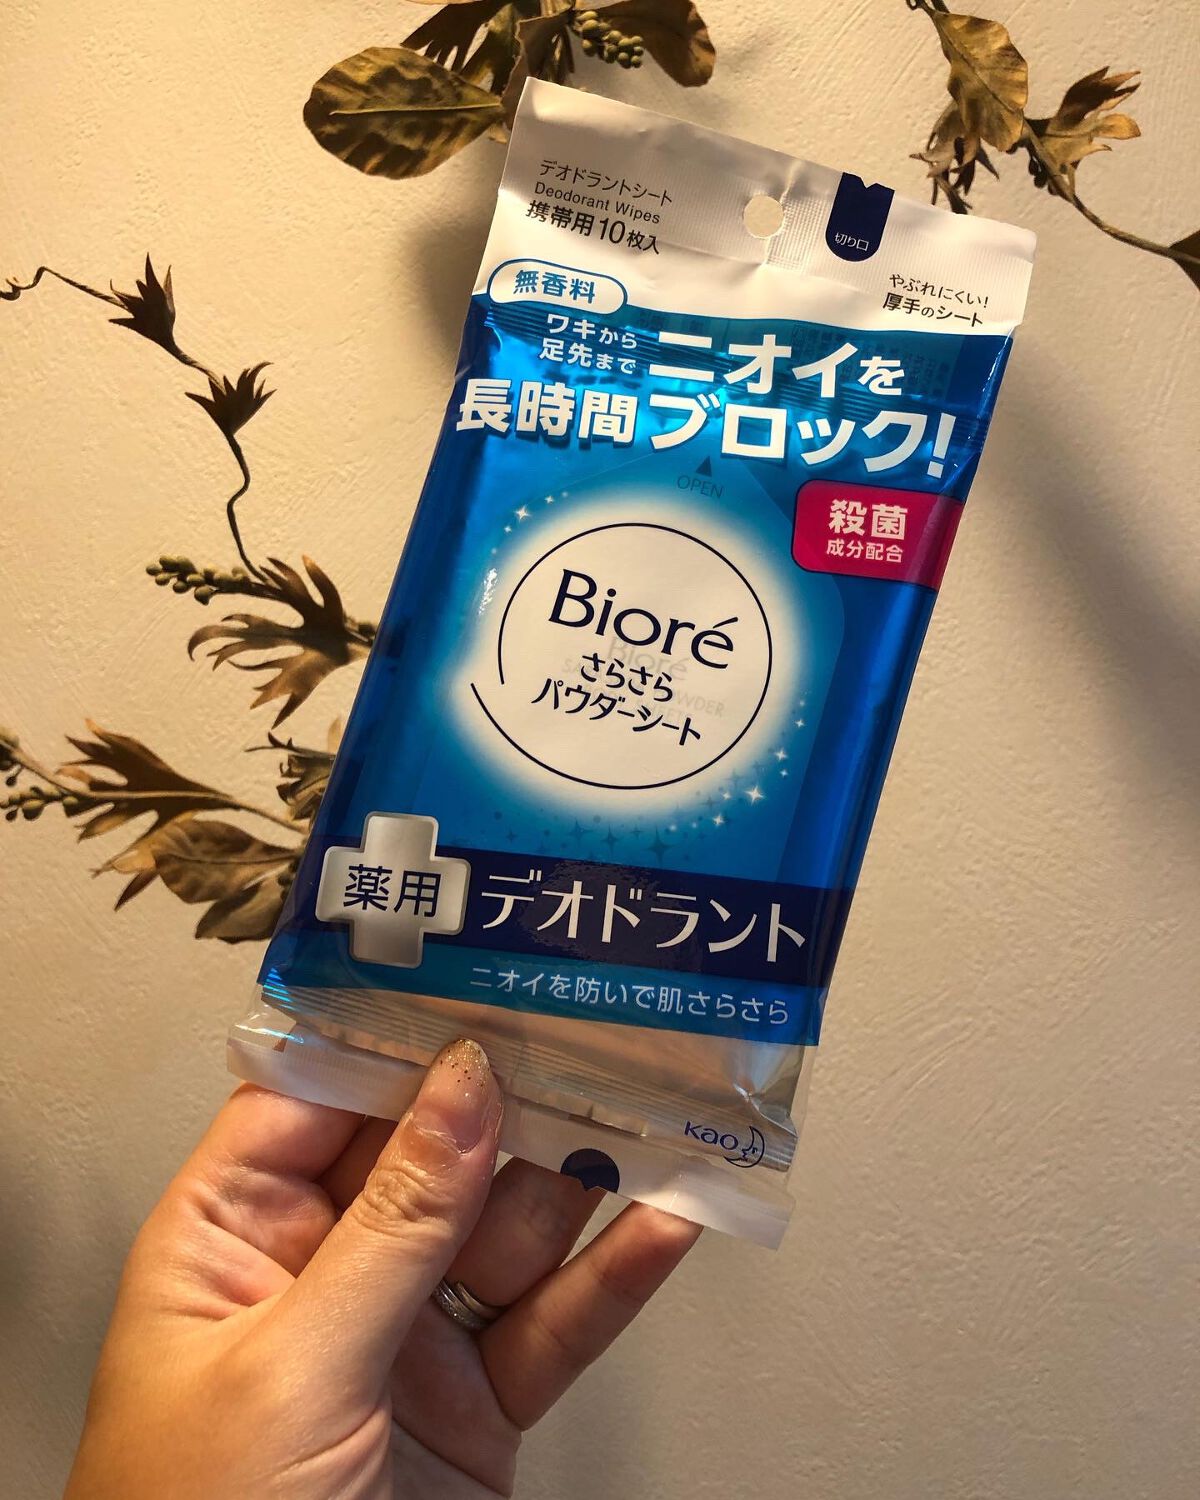 デオドラントシート
Deodorant Wipes
携帯用10枚入
切り口
やぶれにくい!
厚手のシート
無香料
ワキから
足先まで
ニオイを
長時間ブロック!
OPEN
殺菌
成分配合
Bioré
さらさら
パウダーシート
薬用
デオドラント
ニオイを防いで肌さらさら
Kao